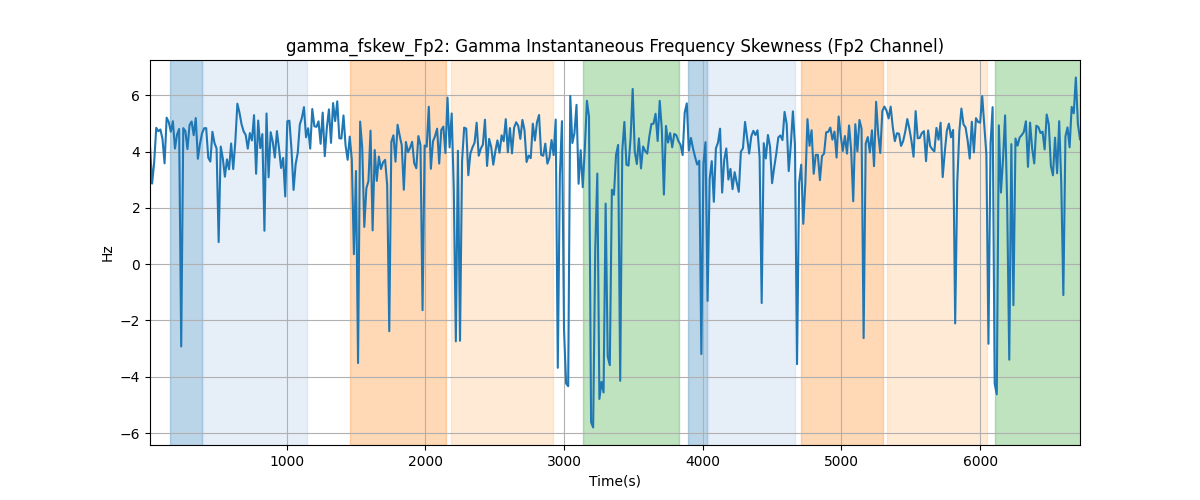 gamma_fskew_Fp2: Gamma Instantaneous Frequency Skewness (Fp2 Channel)
6
4
2
0
−2
−4
−6
Hz
1000 2000 3000 4000 5000 6000
Time(s)